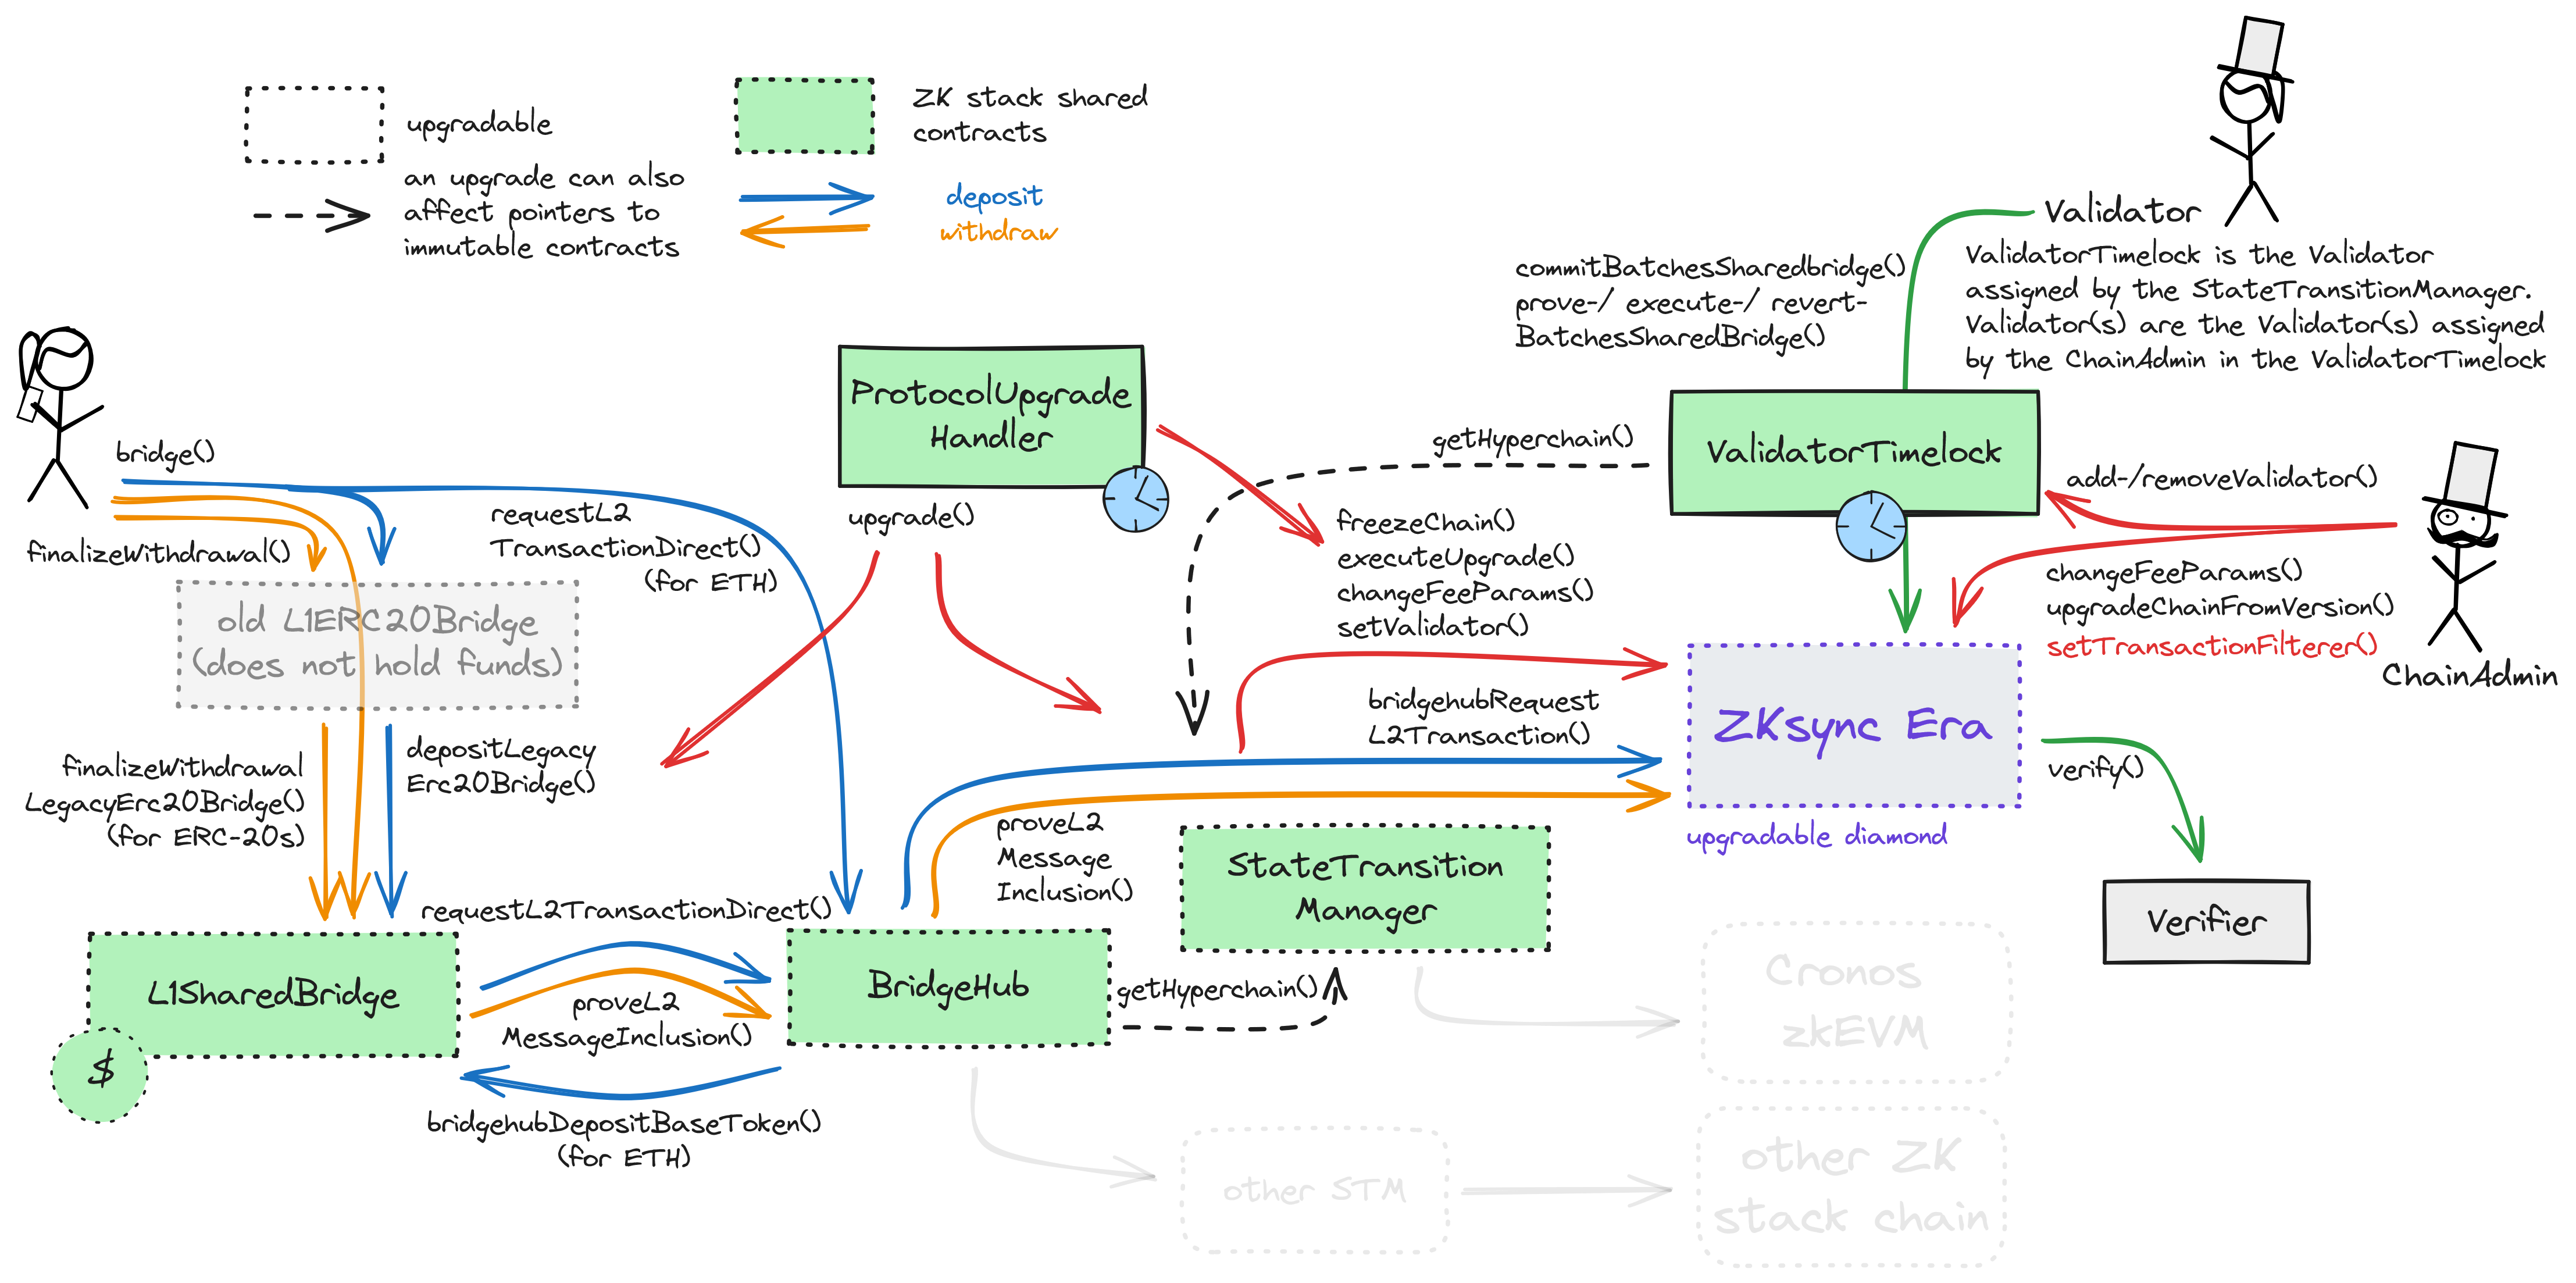 upgradable
an upgrade can also
affect pointers to
immutable contracts
ZK stack shared
contracts
deposit
withdraw
Validator
ValidatorTimelock is the Validator
assigned by the StateTransitionManager.
Validator(s) are the Validator(s) assigned
by the ChainAdmin in the ValidatorTimelock
commitBatchesSharedbridge()
prove-/ execute-/ revert-
BatchesSharedBridge()
ProtocolUpgrade
Handler
upgrade()
getHyperchain()
ValidatorTimelock
add-/removeValidator()
bridge()
finalizeWithdrawal()
requestL2
TransactionDirect()
(for ETH)
freezeChain()
executeUpgrade()
changeFeeParams()
setValidator()
changeFeeParams()
upgradeChainFromVersion()
setTransactionFilterer()
ChainAdmin
old L1ERC20Bridge
(does not hold funds)
bridgehubRequest
L2Transaction()
ZKsync Era
upgradable diamond
verify()
Verifier
finalizeWithdrawal
LegacyErc20Bridge()
(for ERC-20s)
depositLegacy
Erc20Bridge()
proveL2
Message
Inclusion()
StateTransition
Manager
requestL2TransactionDirect()
L1SharedBridge
$
proveL2
MessageInclusion()
BridgeHub
getHyperchain()
bridgehubDepositBaseToken()
(for ETH)
Cronos
zkEVM
other STM
other ZK
stack chain